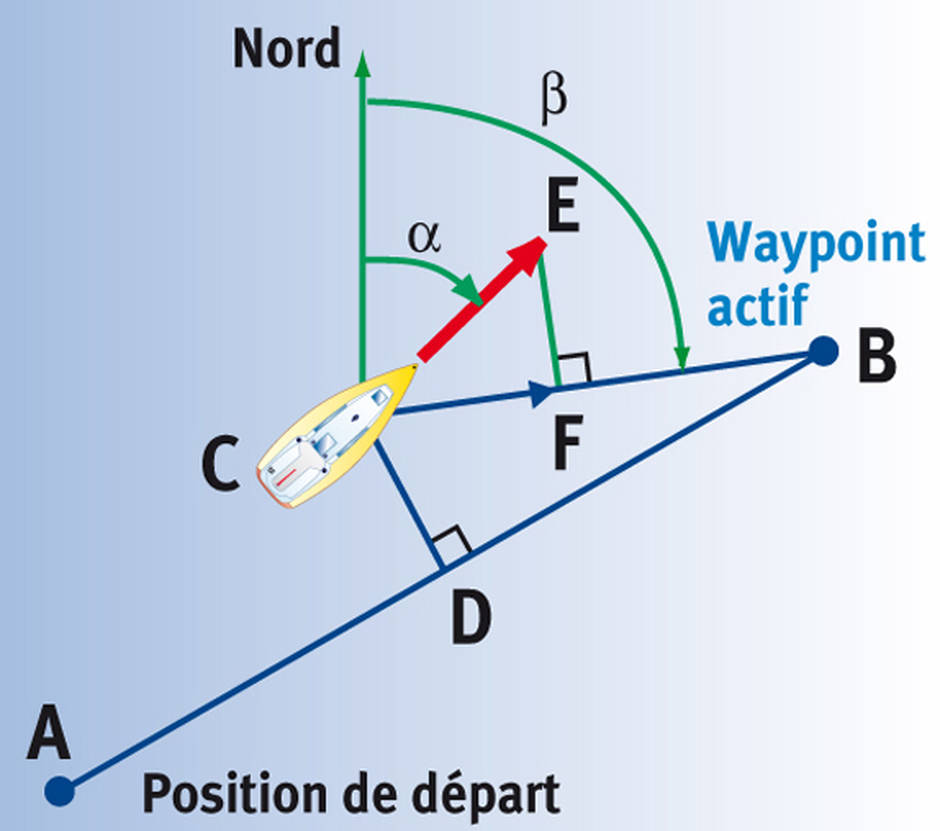 Nord
β
E
α
Waypoint
actif
B
C
F
D
A
Position de départ